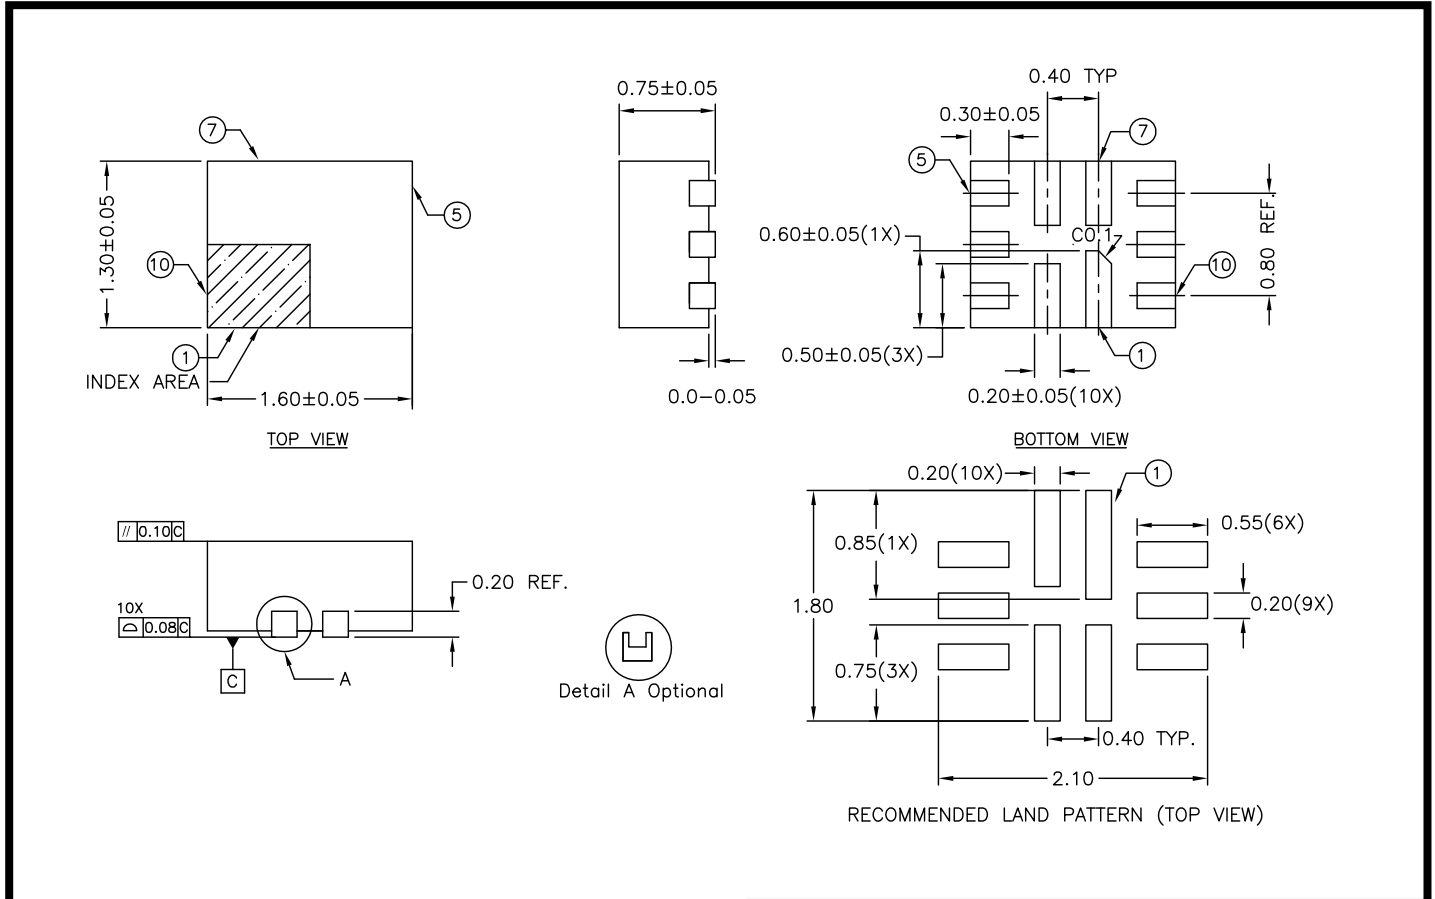 7
1.30±0.05
5
10
1
INDEX AREA
1.60±0.05
TOP VIEW
0.75±0.05
0.0-0.05
0.40 TYP
0.30±0.05
7
5
0.60±0.05(1X)
C0.1
0.80 REF.
10
0.50±0.05(3X)
1
0.20±0.05(10X)
BOTTOM VIEW
// 0.10 C
0.20 REF.
10X
0.08 C
C
A
Detail A Optional
0.20(10X)
1
0.55(6X)
0.85(1X)
1.80
0.20(9X)
0.75(3X)
0.40 TYP.
2.10
RECOMMENDED LAND PATTERN (TOP VIEW)